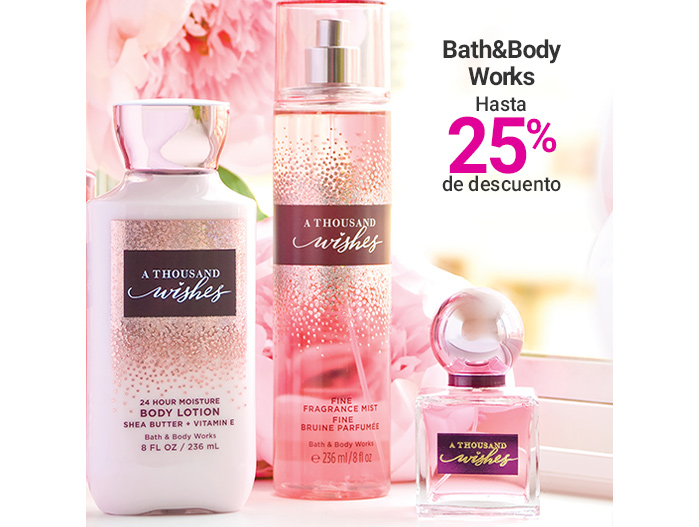 Bath&Body
Works
Hasta
25%
de descuento
A THOUSAND
wishes
24 HOUR MOISTURE
BODY LOTION
SHEA BUTTER + VITAMIN E
Bath & Body Works
8 FL OZ / 236 mL
A THOUSAND
wishes
FINE
FRAGRANCE MIST
FINE
BRUINE PARFUMÉE
Bath & Body Works
℮ 236 ml/8 fl oz
A THOUSAND
wishes